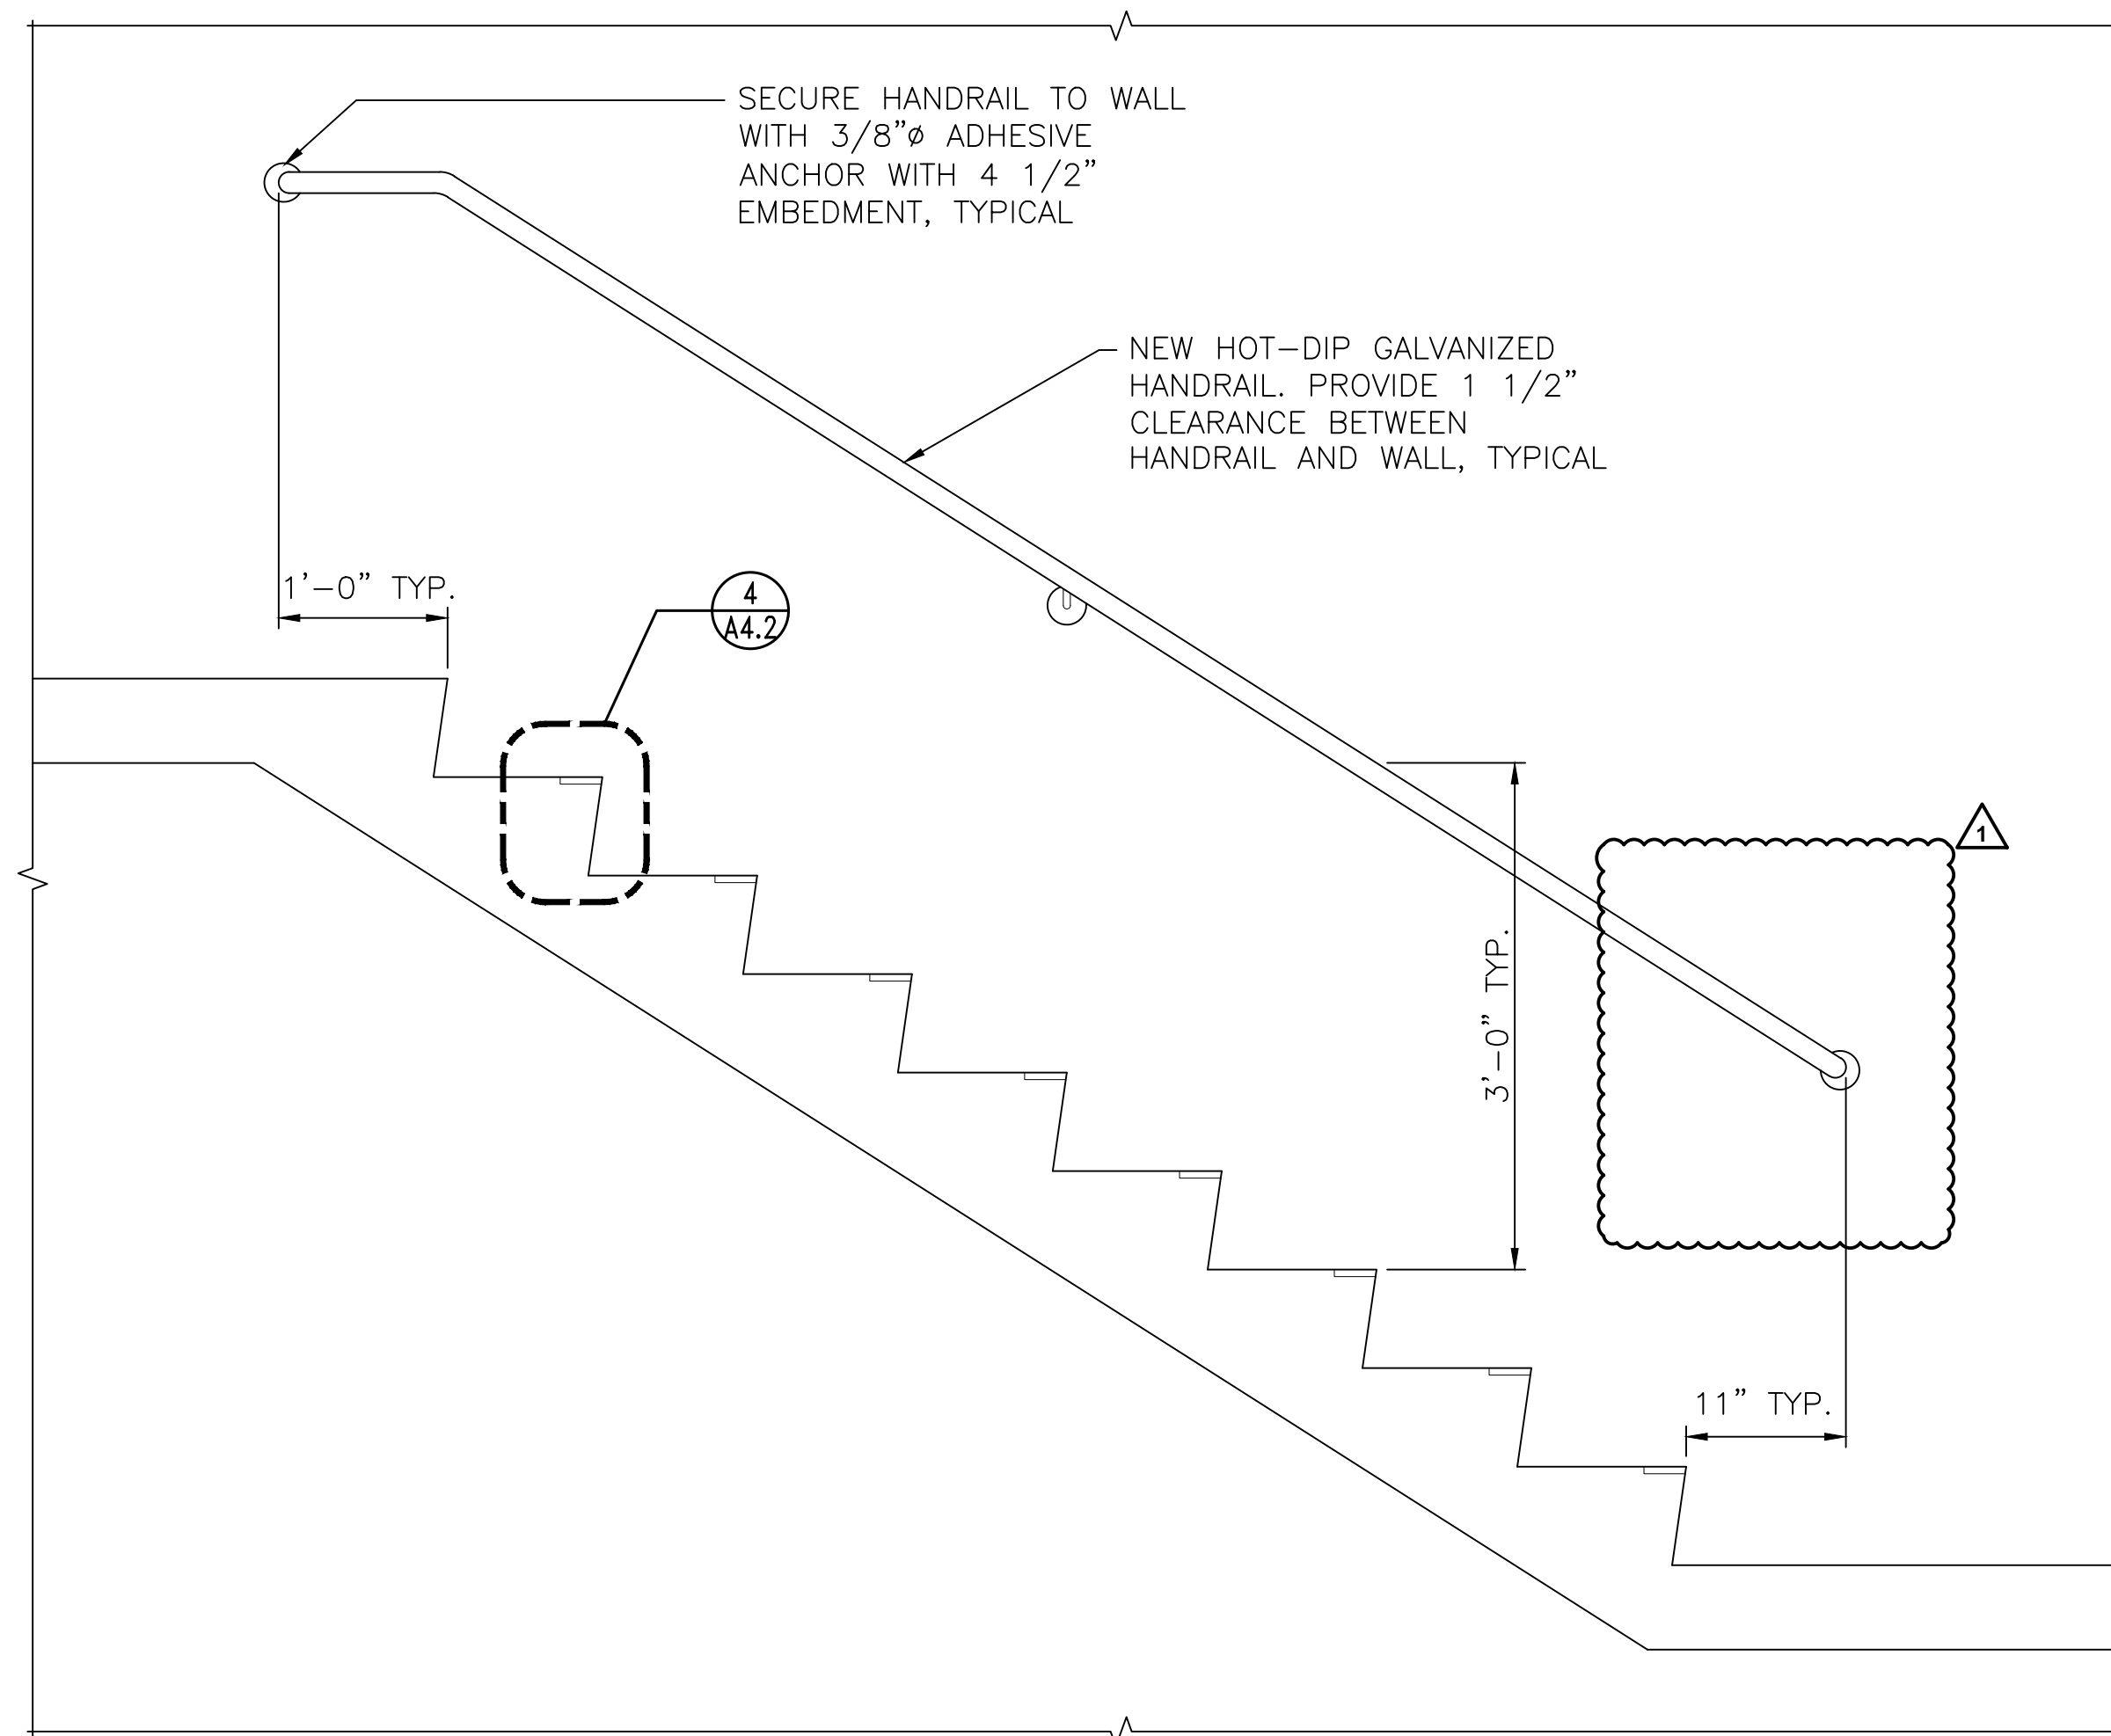 SECURE HANDRAIL TO WALL
WITH 3/8”ø ADHESIVE
ANCHOR WITH 4 1/2”
EMBEDMENT, TYPICAL
NEW HOT-DIP GALVANIZED
HANDRAIL. PROVIDE 1 1/2”
CLEARANCE BETWEEN
HANDRAIL AND WALL, TYPICAL
1’-0” TYP.
4
A4.2
1
3’-0” TYP.
11” TYP.